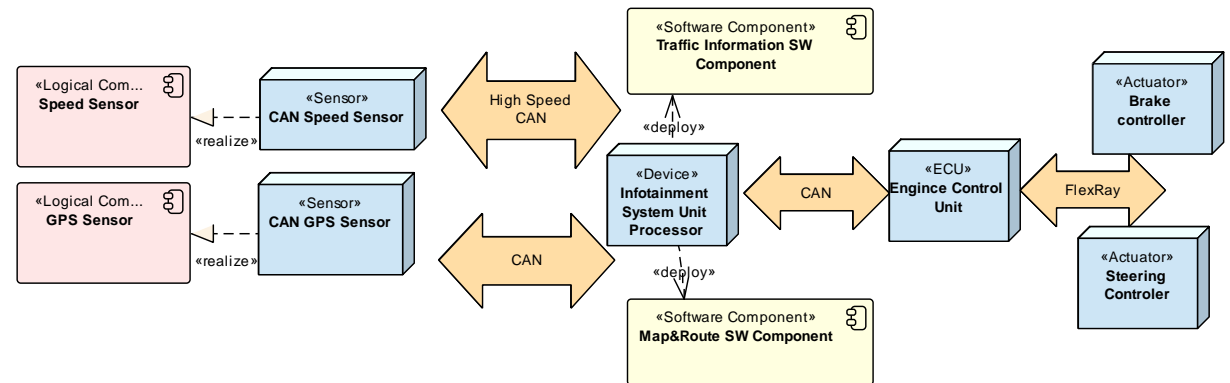 «Logical Com...
Speed Sensor
«realize»
«Sensor»
CAN Speed Sensor
High Speed
CAN
«Software Component»
Traffic Information SW
Component
«deploy»
«Logical Com...
GPS Sensor
«realize»
«Sensor»
CAN GPS Sensor
CAN
«Device»
Infotainment
System Unit
Processor
«deploy»
«Software Component»
Map&Route SW Component
CAN
«ECU»
Engince Control
Unit
FlexRay
«Actuator»
Brake
controller
«Actuator»
Steering
Controler